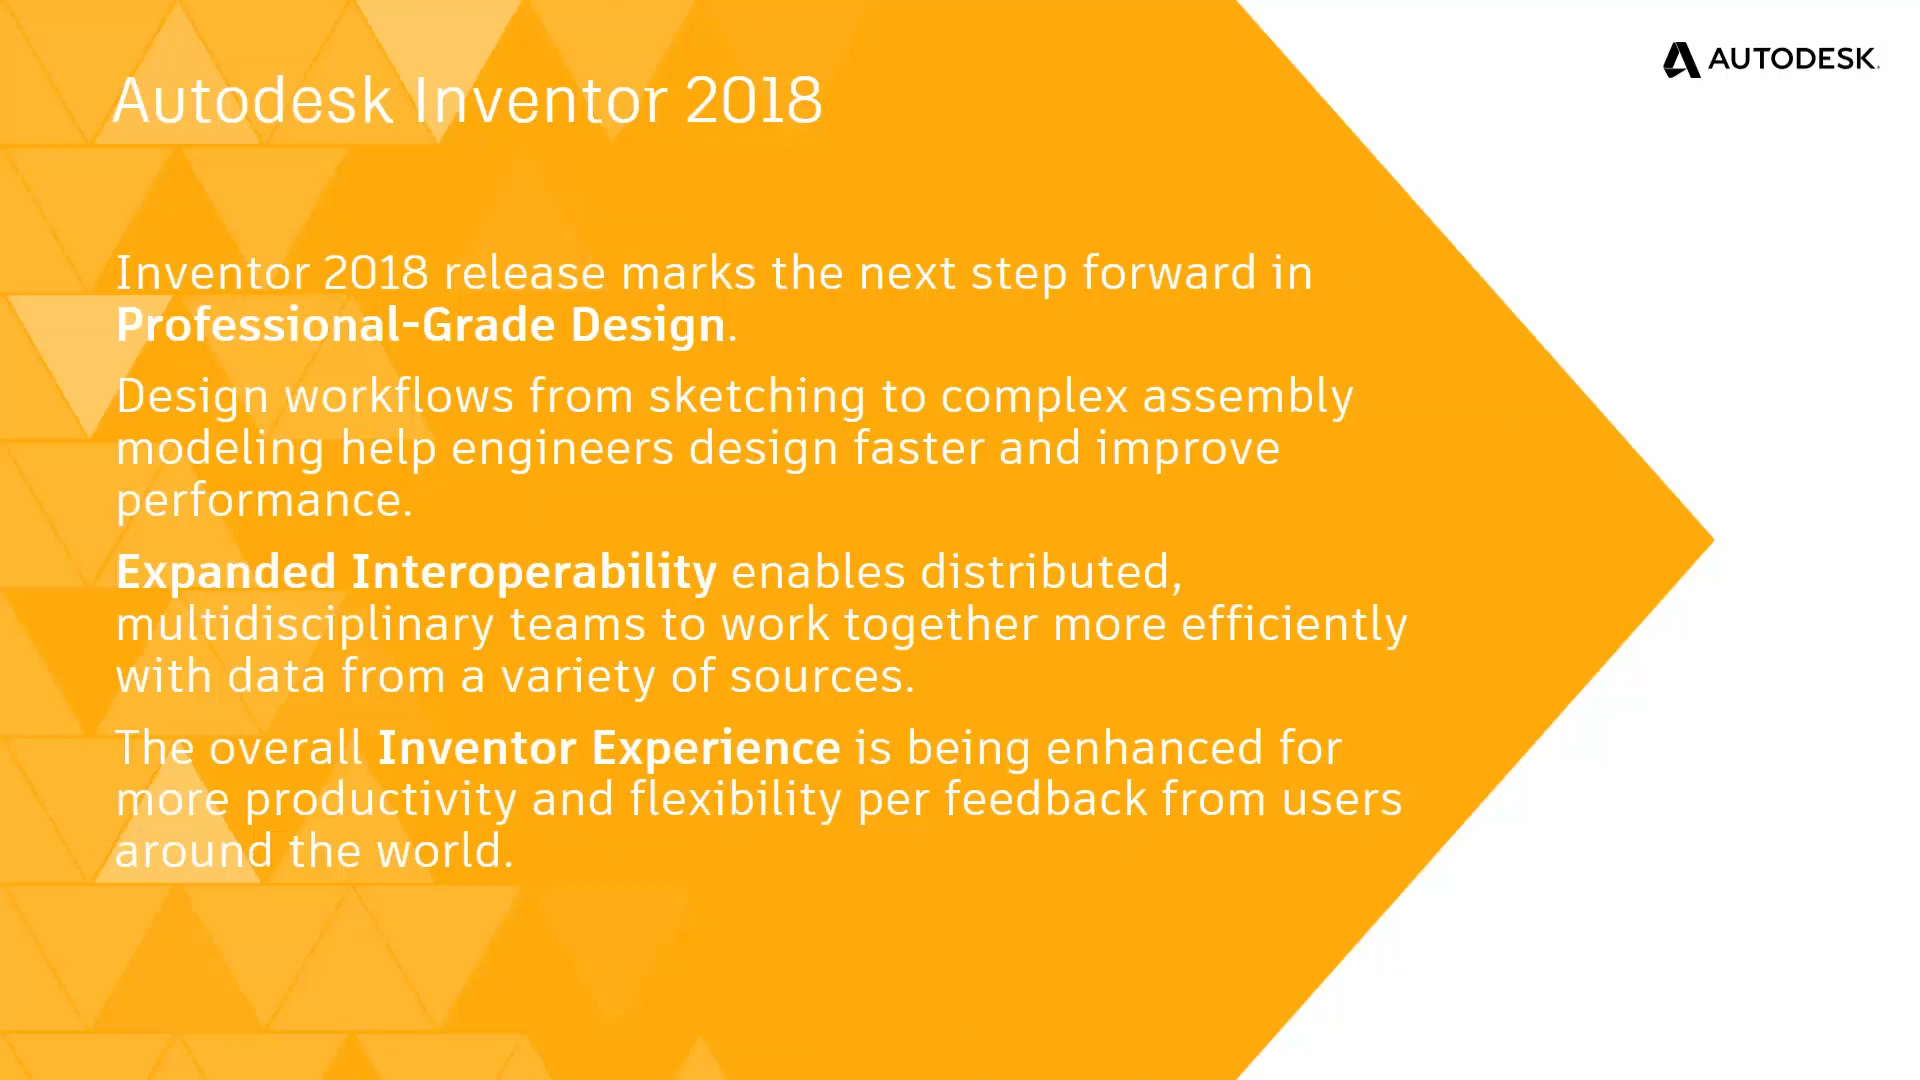 AUTODESK.
Autodesk Inventor 2018
Inventor 2018 release marks the next step forward in
Professional-Grade Design.
Design workflows from sketching to complex assembly
modeling help engineers design faster and improve
performance.
Expanded Interoperability enables distributed,
multidisciplinary teams to work together more efficiently
with data from a variety of sources.
The overall Inventor Experience is being enhanced for
more productivity and flexibility per feedback from users
around the world.